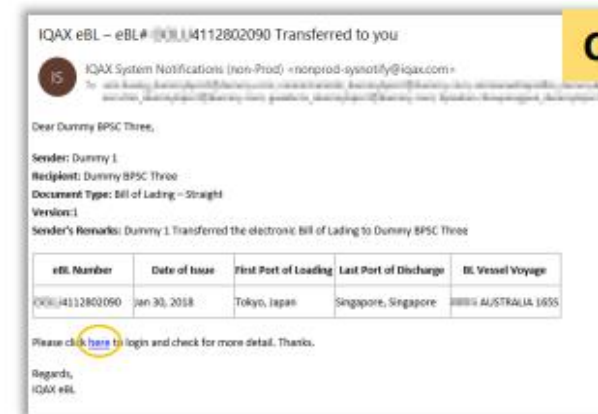 IQAX eBL – eBL# 4112802090 Transferred to you
C
IS
IQAX System Notifications (non-Prod) <nonprod-sysnotify@iqax.com>
To
Dear Dummy BPSC Three,
Sender: Dummy 1
Recipient: Dummy BPSC Three
Document Type: Bill of Lading – Straight
Version:1
Sender's Remarks: Dummy 1 Transferred the electronic Bill of Lading to Dummy BPSC Three
eBL Number Date of Issue First Port of Loading Last Port of Discharge BL Vessel Voyage
4112802090 Jan 30, 2018 Tokyo, Japan Singapore, Singapore AUSTRALIA 165S
Please click here to login and check for more detail. Thanks.
Regards,
IQAX eBL